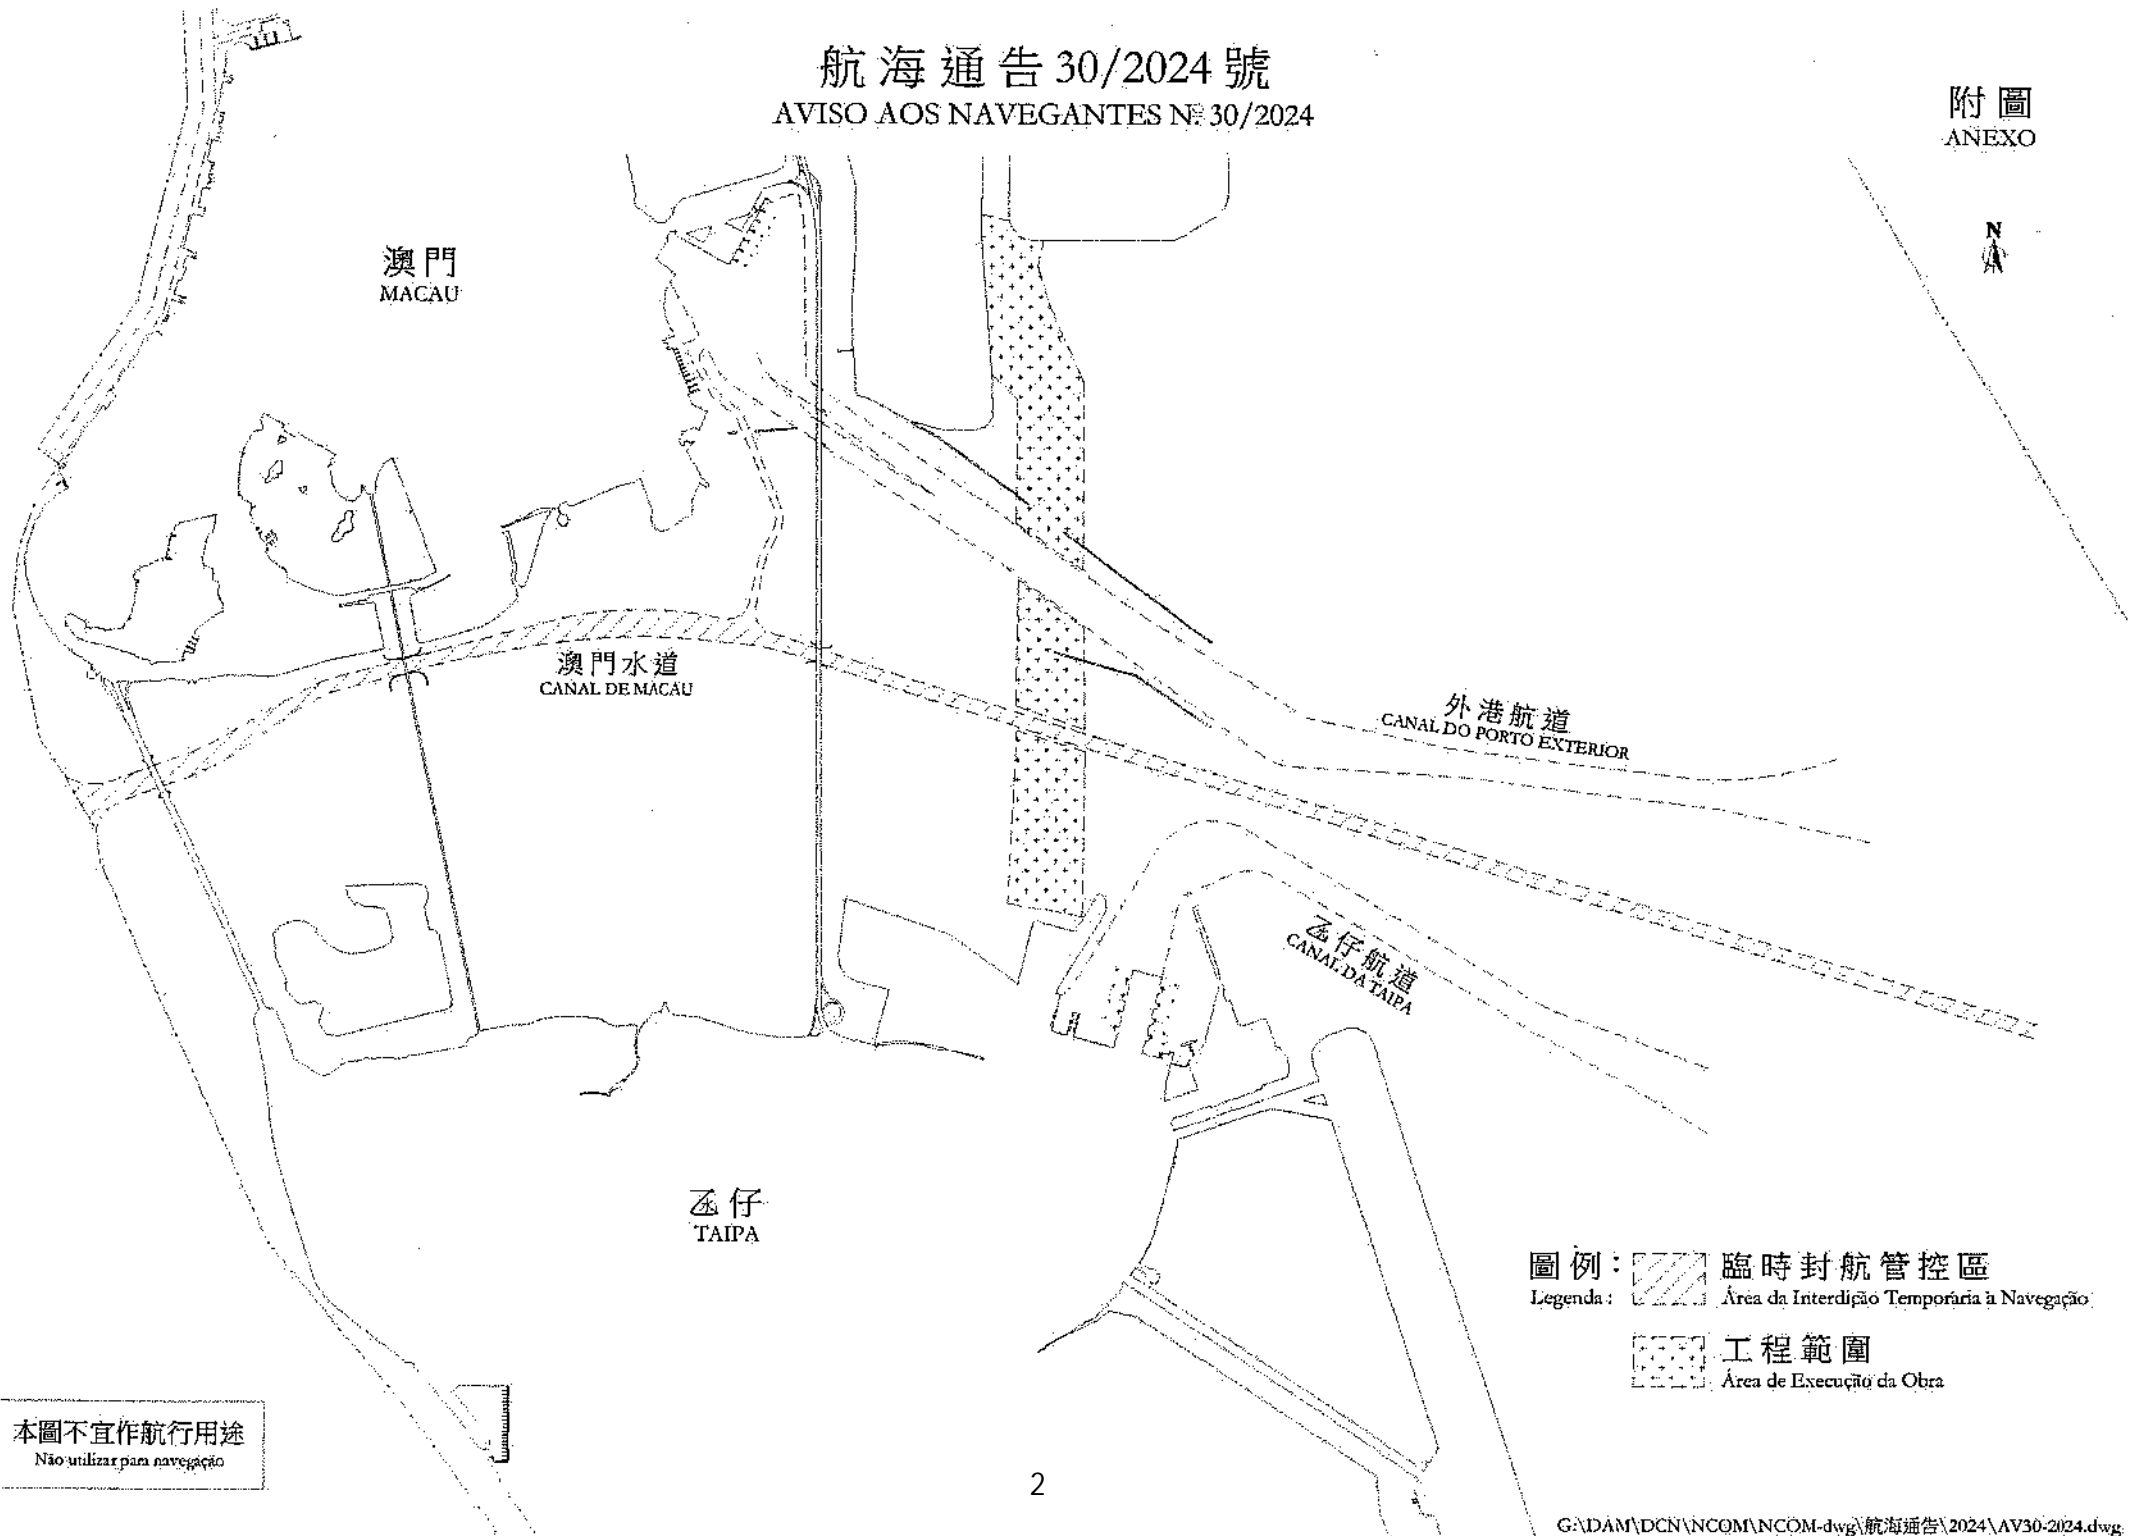 航海通告30/2024號
AVISO AOS NAVEGANTES Nº 30/2024
附圖
ANEXO
N
澳門
MACAU
澳門水道
CANAL DE MACAU
外港航道
CANAL DO PORTO EXTERIOR
氹仔航道
CANAL DA TAIPA
氹仔
TAIPA
圖例：
Legenda:
臨時封航管控區
Área da Interdição Temporária à Navegação
工程範圍
Área de Execução da Obra
本圖不宜作航行用途
Não utilizar para navegação
2
G:\DAM\DCN\NCOM\NCOM-dwg\航海通告\2024\AV30-2024.dwg